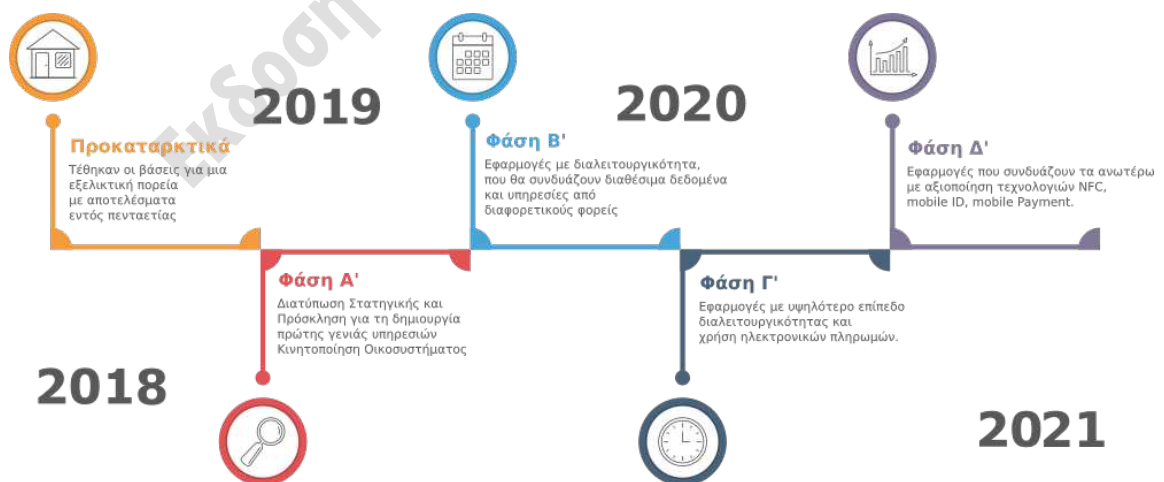 Εκδοση
2019
2020
Προκαταρκτικά
Τέθηκαν οι βάσεις για μια
εξελικτική πορεία
με αποτελέσματα
εντός πενταετίας
Φάση Β'
Εφαρμογές με διαλειτουργικότητα,
που θα συνδυάζουν διαθέσιμα δεδομένα
και υπηρεσίες από
διαφορετικούς φορείς
Φάση Δ'
Εφαρμογές που συνδυάζουν τα ανωτέρω
με αξιοποίηση τεχνολογιών NFC,
mobile ID, mobile Payment.
Φάση Α'
Διατύπωση Στατηγικής και
Πρόσκληση για τη δημιουργία
πρώτης γενιάς υπηρεσιών
Κινητοποίηση Οικοσυστήματος
Φάση Γ'
Εφαρμογές με υψηλότερο επίπεδο
διαλειτουργικότητας και
χρήση ηλεκτρονικών πληρωμών.
2018
2021